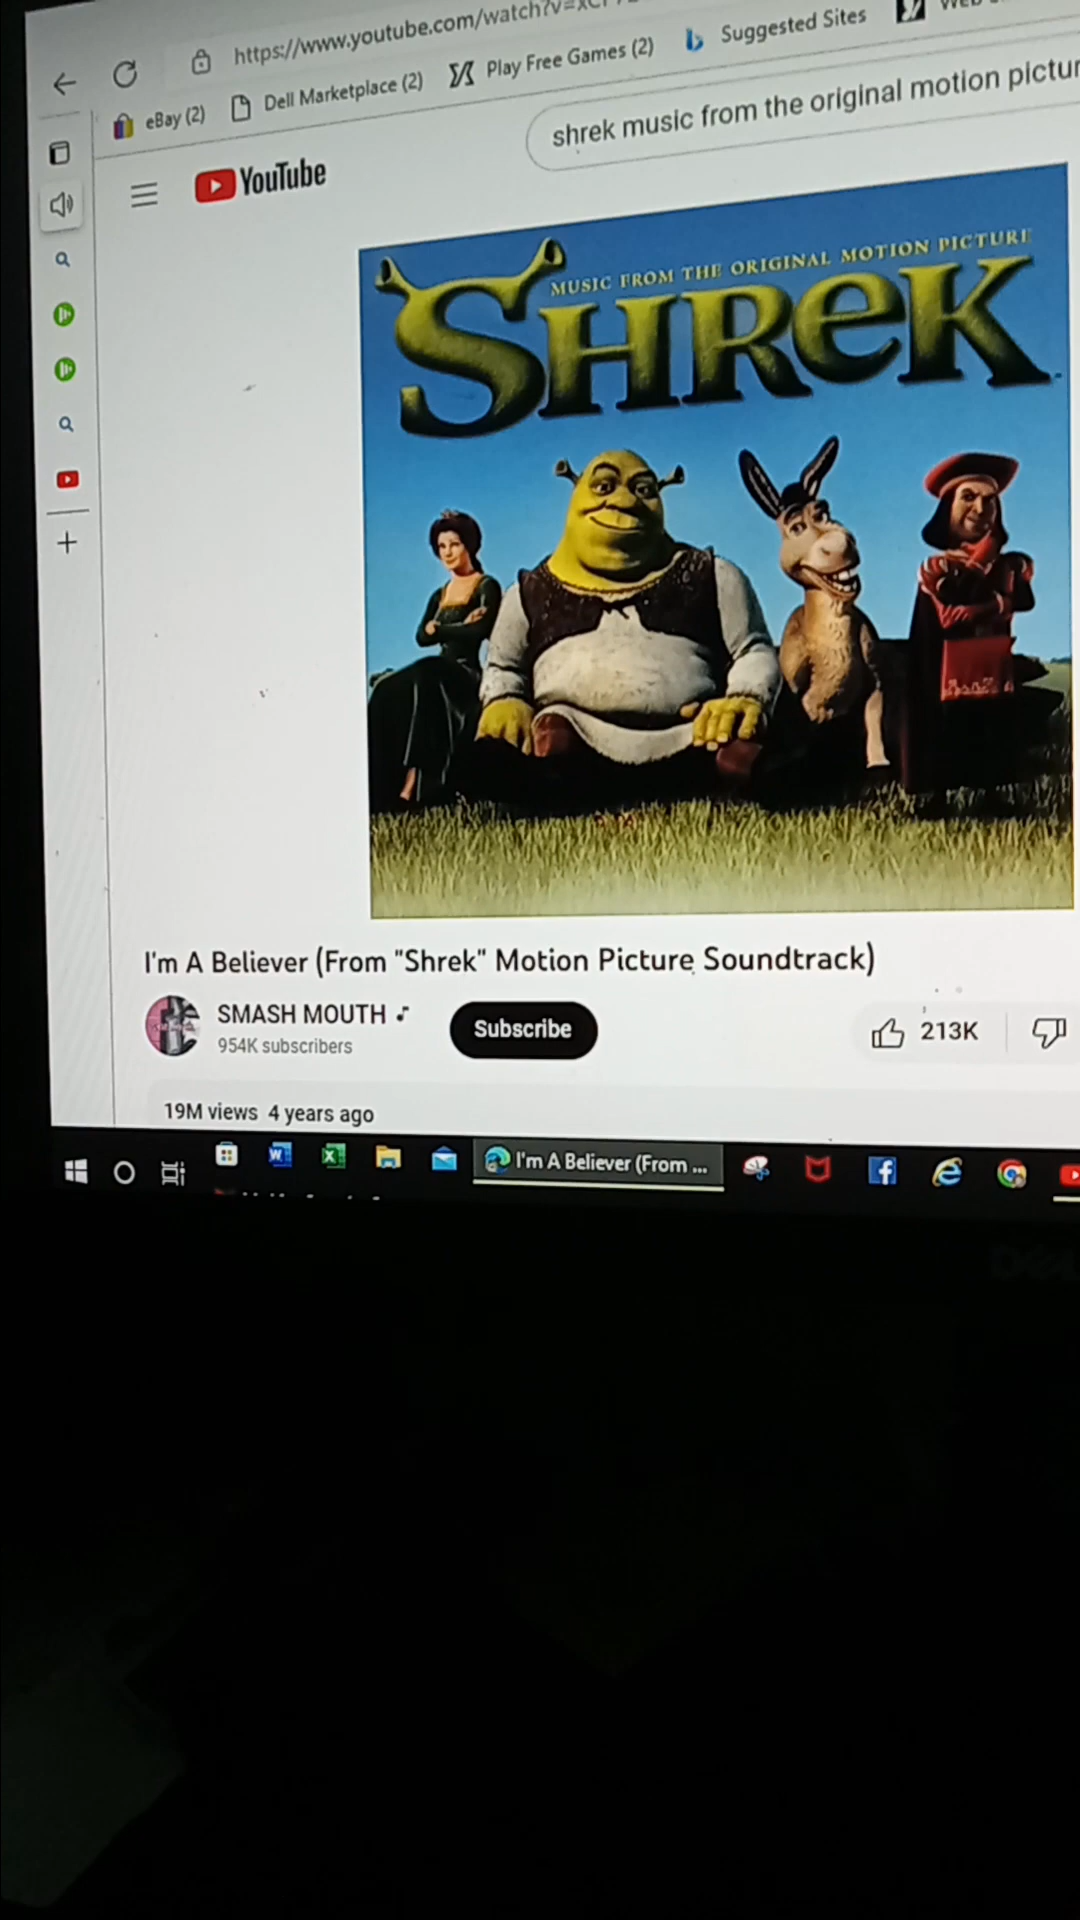 https://www.youtube.com/watch?v=
eBay (2) Dell Marketplace (2) Play Free Games (2) Suggested Sites
shrek music from the original motion pictur
YouTube
MUSIC FROM THE ORIGINAL MOTION PICTURE
SHREK
I'm A Believer (From "Shrek" Motion Picture Soundtrack)
SMASH MOUTH
954K subscribers
Subscribe
213K
19M views 4 years ago
I'm A Believer (From ...
DELL